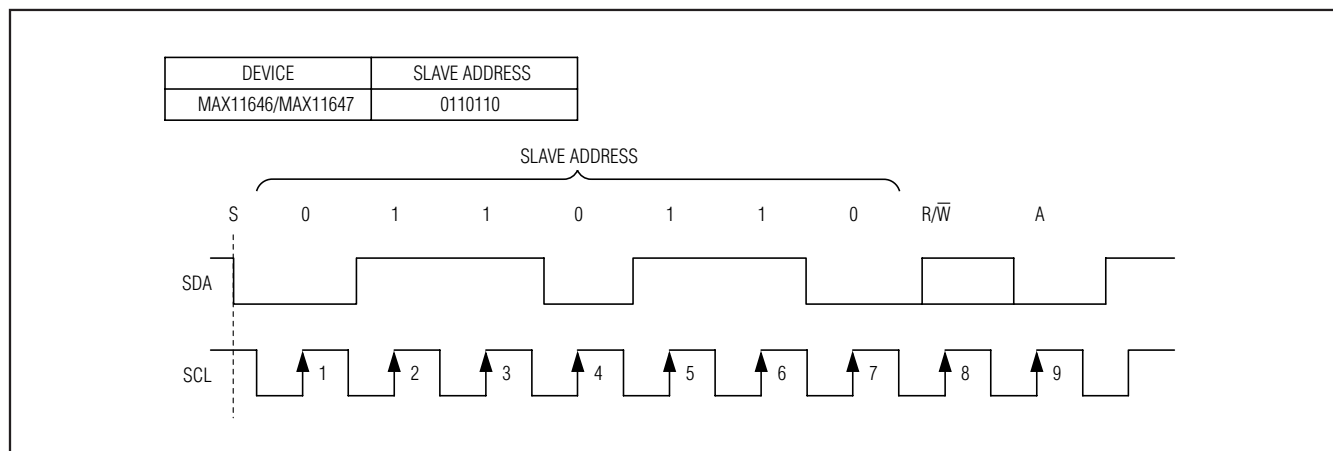 DEVICE SLAVE ADDRESS
MAX11646/MAX11647 0110110
SLAVE ADDRESS
S 0 1 1 0 1 1 0 R/W̅ A
SDA
SCL 1 2 3 4 5 6 7 8 9